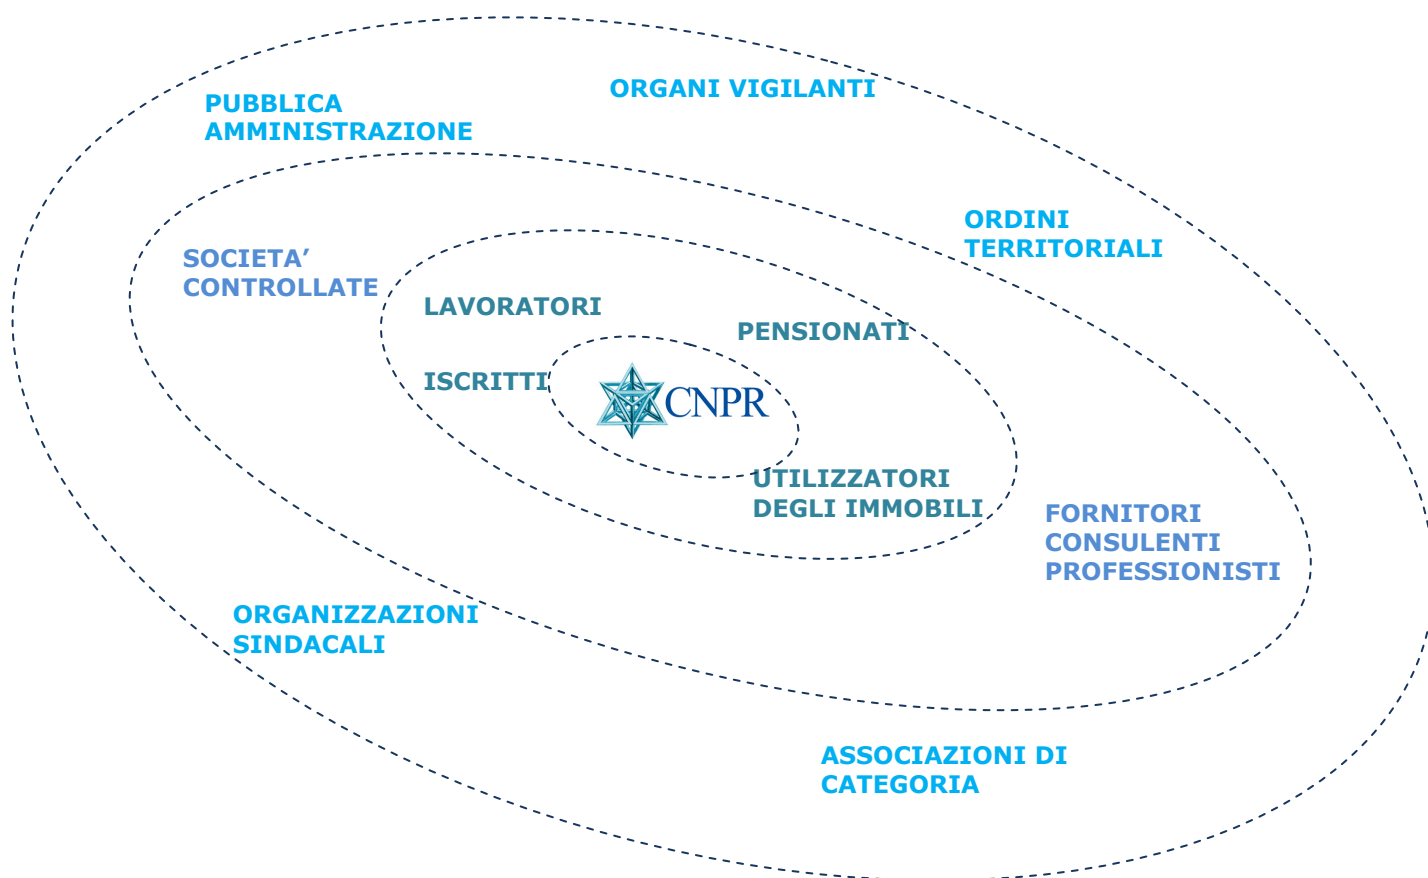 ORGANI VIGILANTI
PUBBLICA
AMMINISTRAZIONE
ORDINI
TERRITORIALI
SOCIETA’
CONTROLLATE
LAVORATORI
PENSIONATI
ISCRITTI
CNPR
UTILIZZATORI
DEGLI IMMOBILI
FORNITORI
CONSULENTI
PROFESSIONISTI
ORGANIZZAZIONI
SINDACALI
ASSOCIAZIONI DI
CATEGORIA